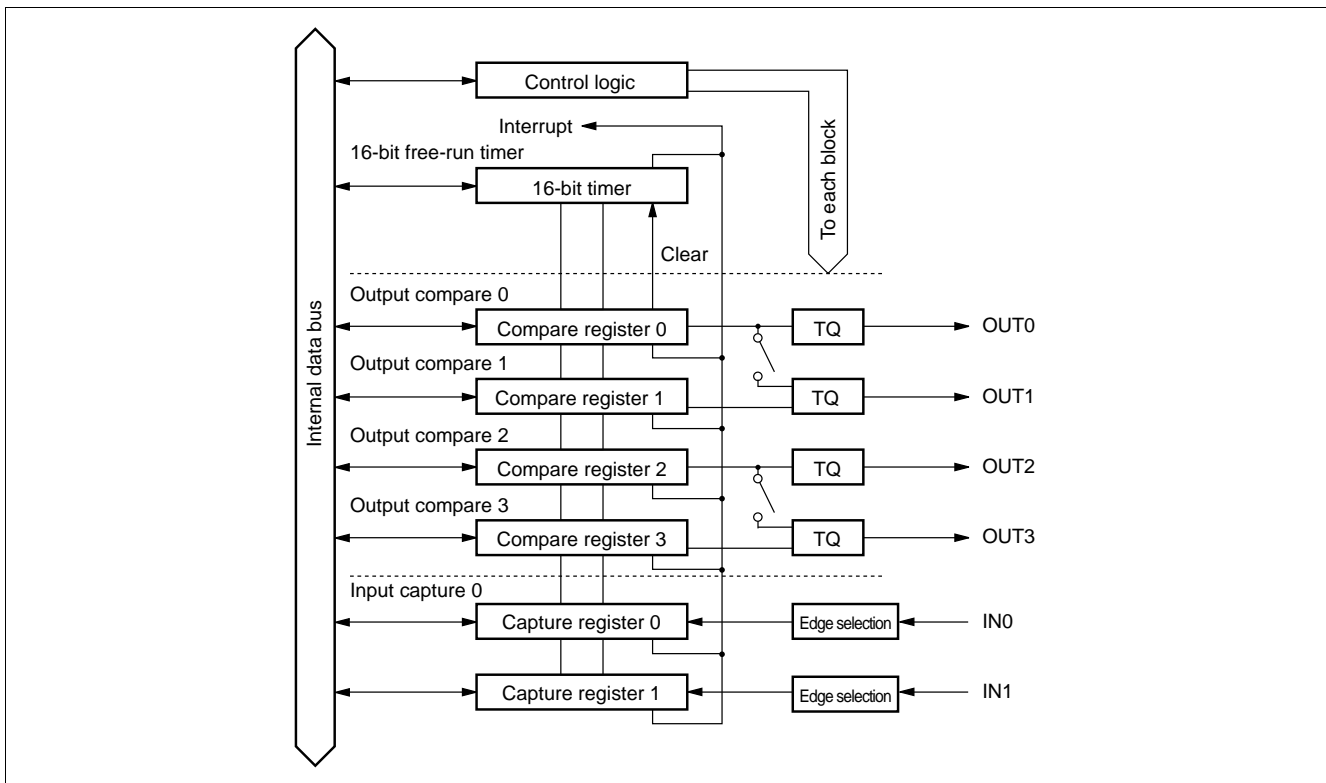 Control logic
Interrupt
To each block
16-bit free-run timer
16-bit timer
Clear
Internal data bus
Output compare 0
Compare register 0
TQ
OUT0
Output compare 1
Compare register 1
TQ
OUT1
Output compare 2
Compare register 2
TQ
OUT2
Output compare 3
Compare register 3
TQ
OUT3
Input capture 0
Capture register 0
Edge selection
IN0
Capture register 1
Edge selection
IN1